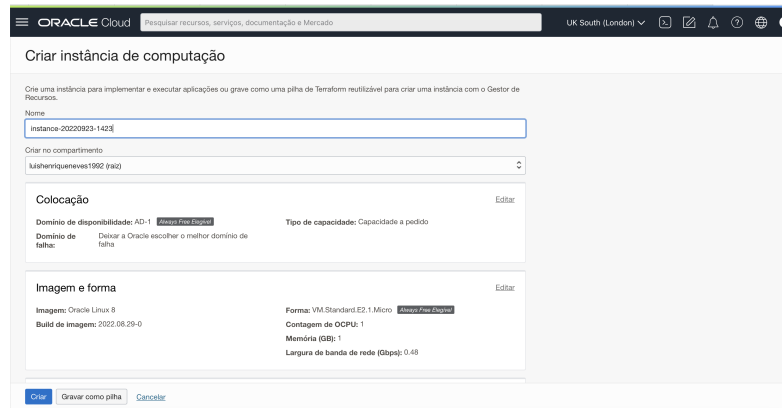 ORACLE Cloud
Pesquisar recursos, serviços, documentação e Mercado
UK South (London)
Criar instância de computação
Crie uma instância para implementar e executar aplicações ou grave como uma pilha de Terraform reutilizável para criar uma instância com o Gestor de
Recursos.
Nome
instance-20220923-1423
Criar no compartimento
luishenriqueneves1992 (raiz)
Colocação
Editar
Domínio de disponibilidade: AD-1 Always Free Elegível
Tipo de capacidade: Capacidade a pedido
Domínio de falha: Deixar a Oracle escolher o melhor domínio de
falha
Imagem e forma
Editar
Imagem: Oracle Linux 8
Forma: VM.Standard.E2.1.Micro Always Free Elegível
Build de imagem: 2022.08.29-0
Contagem de OCPU: 1
Memória (GB): 1
Largura de banda de rede (Gbps): 0.48
Criar
Gravar como pilha
Cancelar